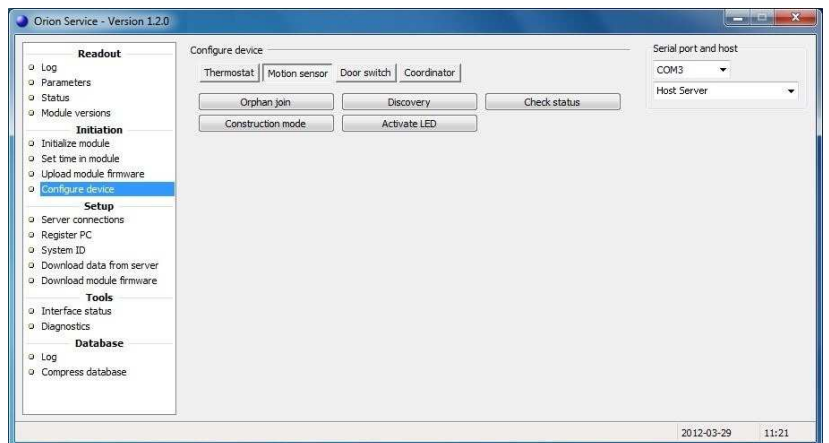 Orion Service - Version 1.2.0
Readout
Log
Parameters
Status
Module versions
Initiation
Initialize module
Set time in module
Upload module firmware
Configure device
Setup
Server connections
Register PC
System ID
Download data from server
Download module firmware
Tools
Interface status
Diagnostics
Database
Log
Compress database
Configure device
Thermostat Motion sensor Door switch Coordinator
Orphan join Discovery Check status
Construction mode Activate LED
Serial port and host
COM3
Host Server
2012-03-29 11:21